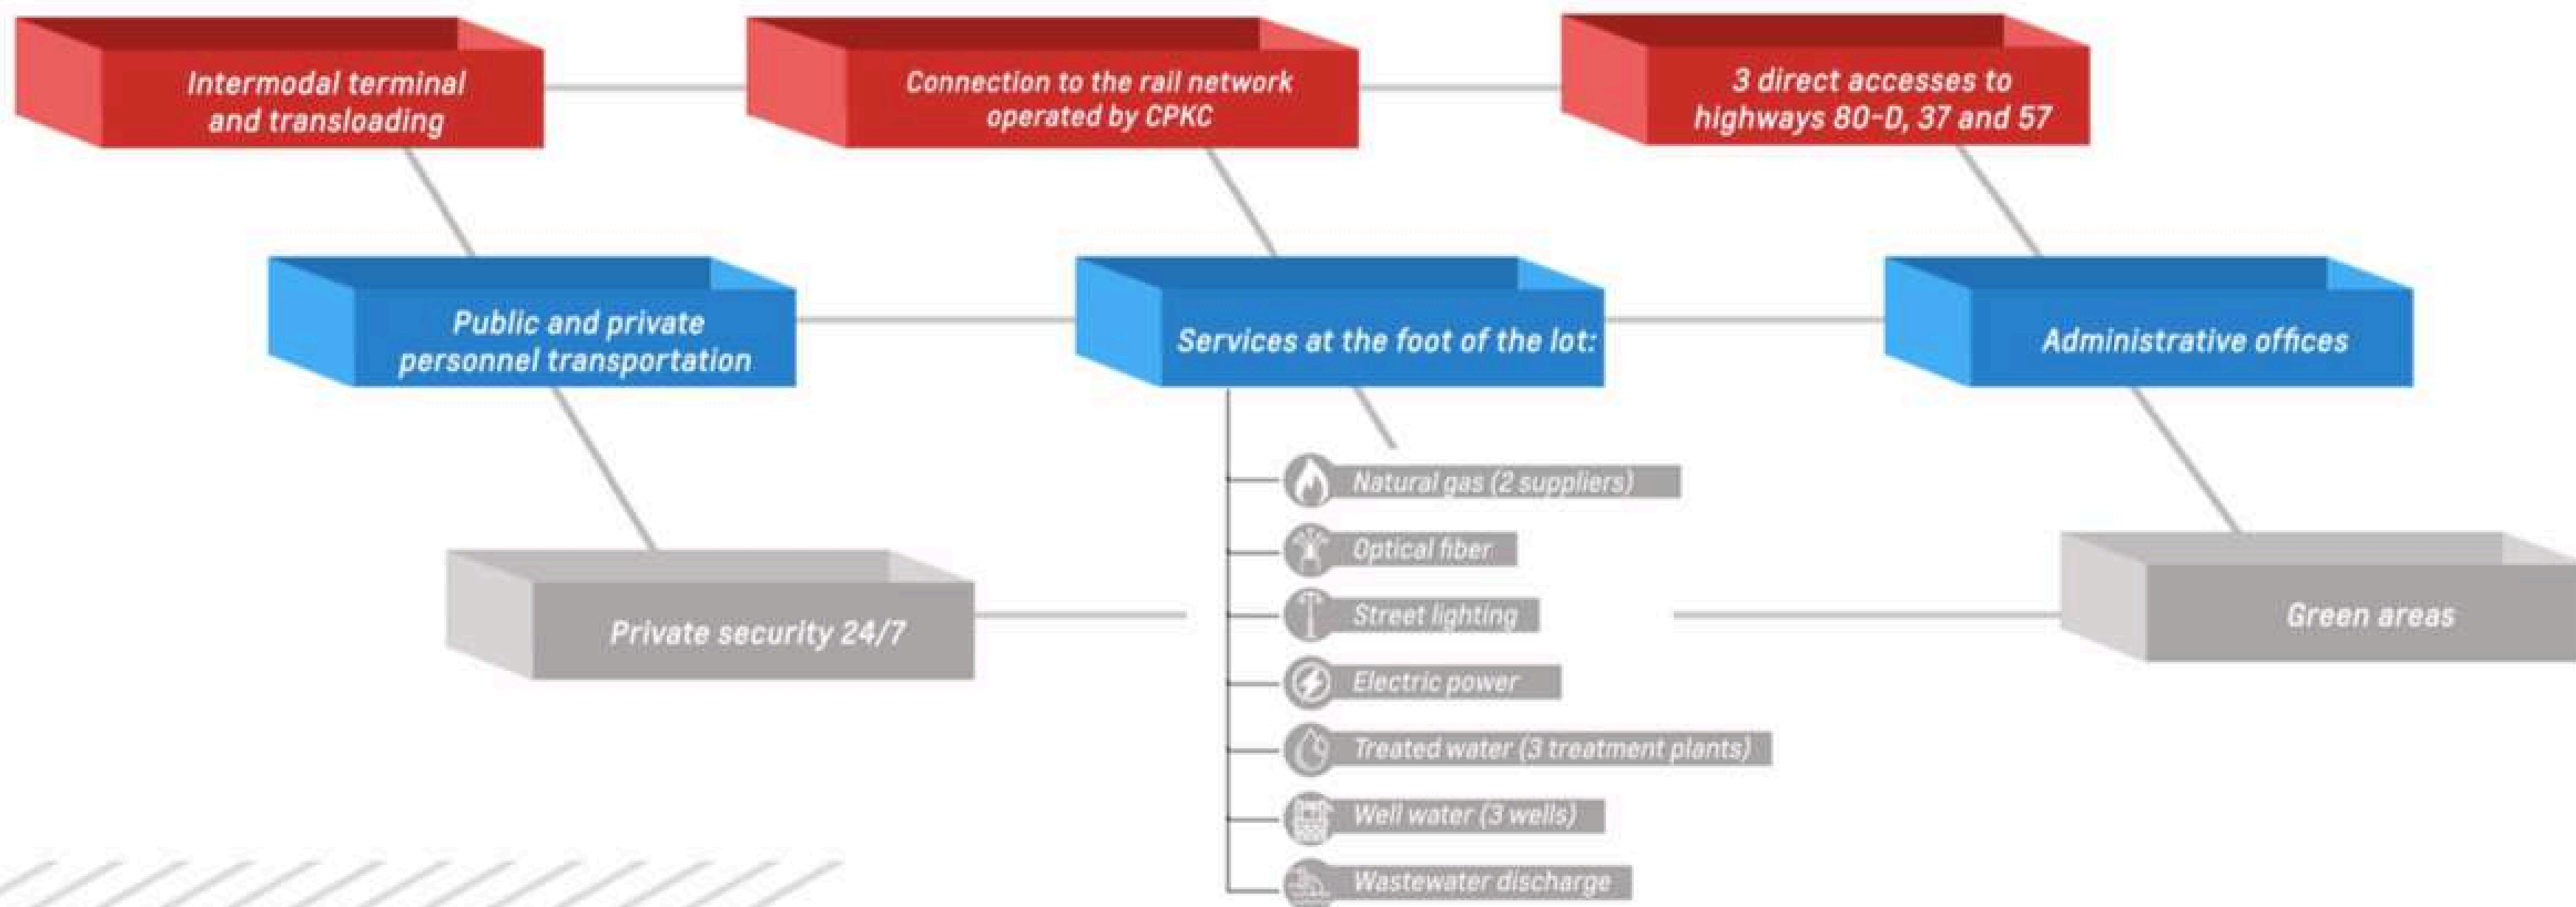 Intermodal terminal
and transloading
Connection to the rail network
operated by CPKC
3 direct accesses to
highways 80-D, 37 and 57
Public and private
personnel transportation
Services at the foot of the lot:
Administrative offices
Natural gas (2 suppliers)
Optical fiber
Street lighting
Electric power
Treated water (3 treatment plants)
Well water (3 wells)
Wastewater discharge
Private security 24/7
Green areas